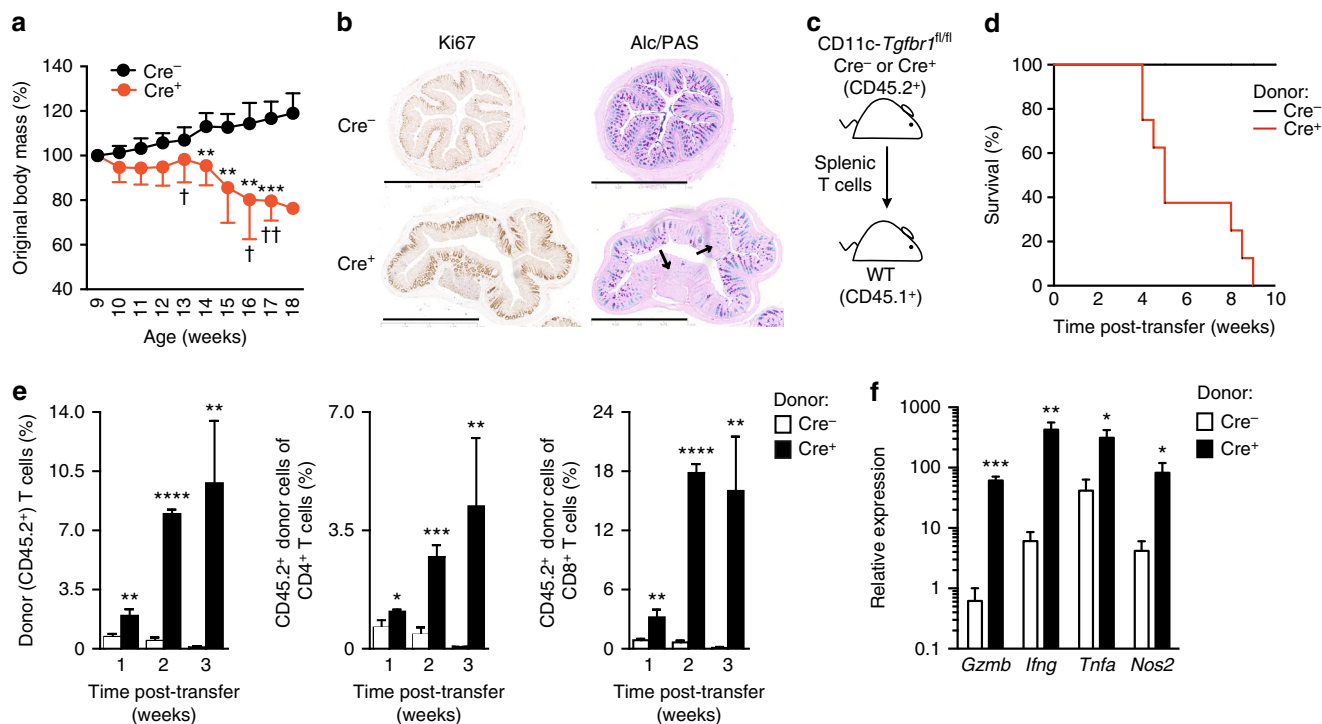 a
Original body mass (%)
140
120
100
80
60
40
Cre⁻
Cre⁺
**
**
**
***
†
†
††
9 10 11 12 13 14 15 16 17 18
Age (weeks)
b
Ki67 Alc/PAS
Cre⁻
Cre⁺
c
CD11c-Tgfbr1fl/fl
Cre⁻ or Cre⁺
(CD45.2⁺)
Splenic
T cells
WT
(CD45.1⁺)
d
Survival (%)
100
80
60
40
20
0
0 2 4 6 8 10
Time post-transfer (weeks)
Donor:
Cre⁻
Cre⁺
e
Donor (CD45.2⁺) T cells (%)
14.0
10.5
7.0
3.5
0
**
****
**
1 2 3
Time post-transfer
(weeks)
CD45.2⁺ donor cells of
CD4⁺ T cells (%)
7.0
3.5
0
*
***
**
1 2 3
Time post-transfer
(weeks)
CD45.2⁺ donor cells of
CD8⁺ T cells (%)
24
18
12
6
0
**
****
**
1 2 3
Time post-transfer
(weeks)
Donor:
Cre⁻
Cre⁺
f
Relative expression
1000
100
10
1
0.1
***
**
*
*
Gzmb Ifng Tnfa Nos2
Donor:
Cre⁻
Cre⁺